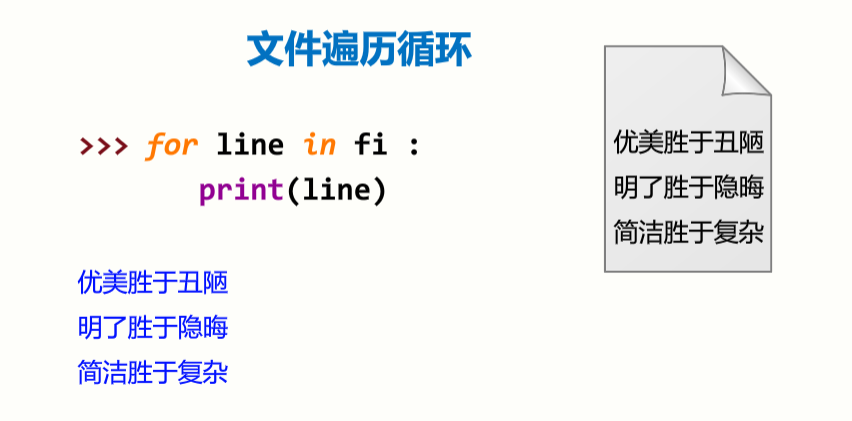 文件遍历循环
>>> for line in fi :
print(line)
优美胜于丑陋
明了胜于隐晦
简洁胜于复杂
优美胜于丑陋
明了胜于隐晦
简洁胜于复杂